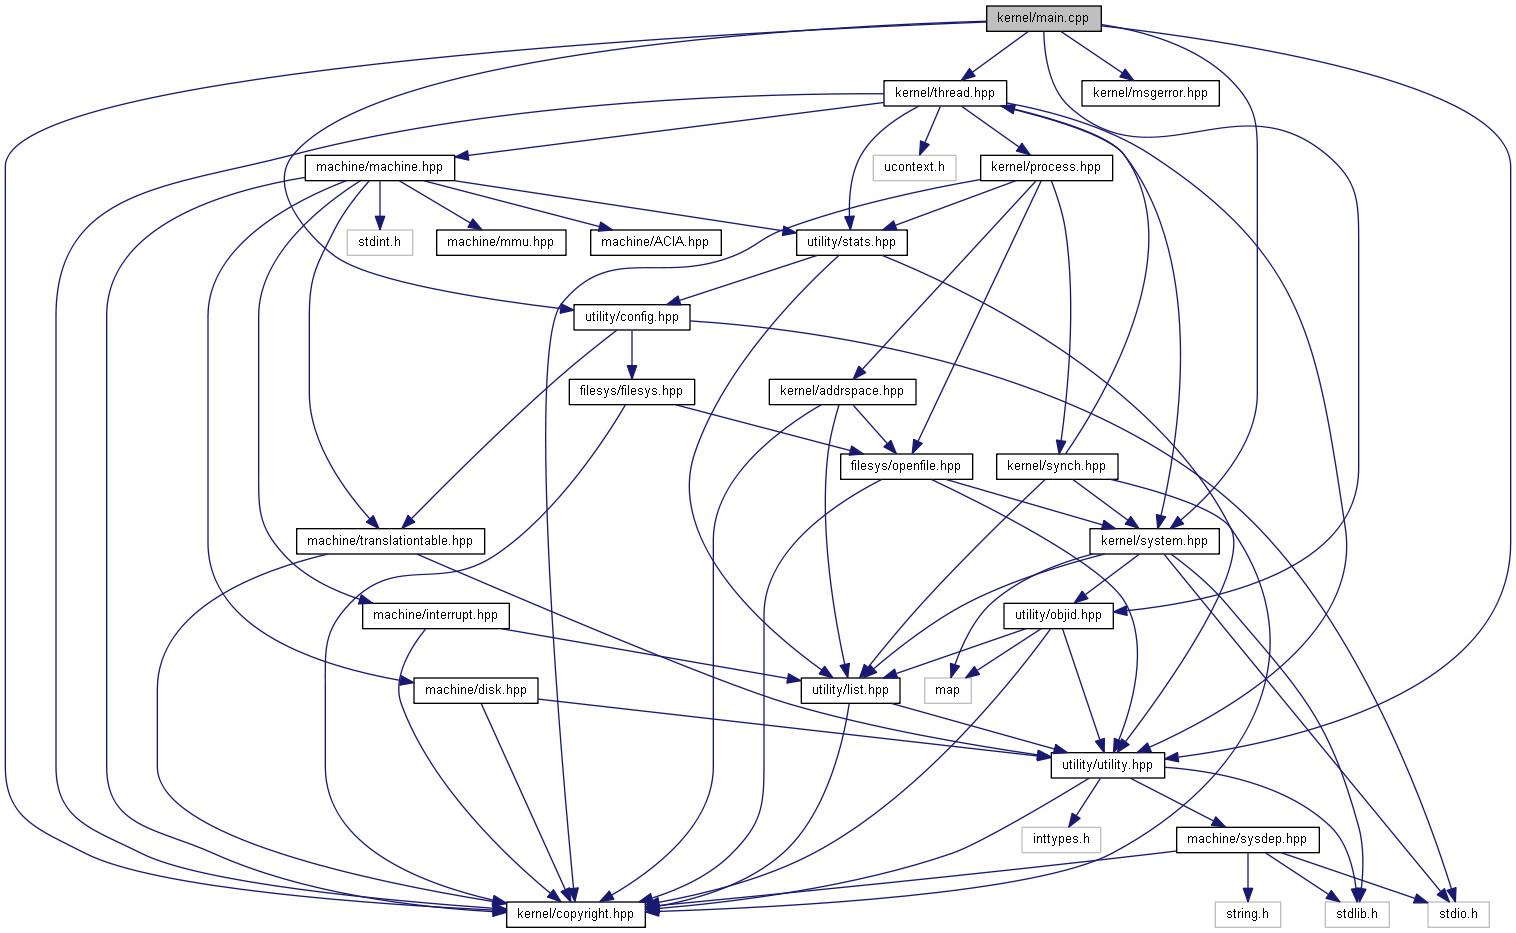 kernel/main.cpp
kernel/thread.hpp
kernel/msgerror.hpp
machine/machine.hpp
ucontext.h
kernel/process.hpp
stdint.h
machine/mmu.hpp
machine/ACIA.hpp
utility/stats.hpp
utility/config.hpp
filesys/filesys.hpp
kernel/addrspace.hpp
filesys/openfile.hpp
kernel/synch.hpp
machine/translationtable.hpp
kernel/system.hpp
machine/interrupt.hpp
utility/objid.hpp
machine/disk.hpp
utility/list.hpp
map
utility/utility.hpp
inttypes.h
machine/sysdep.hpp
kernel/copyright.hpp
string.h
stdlib.h
stdio.h